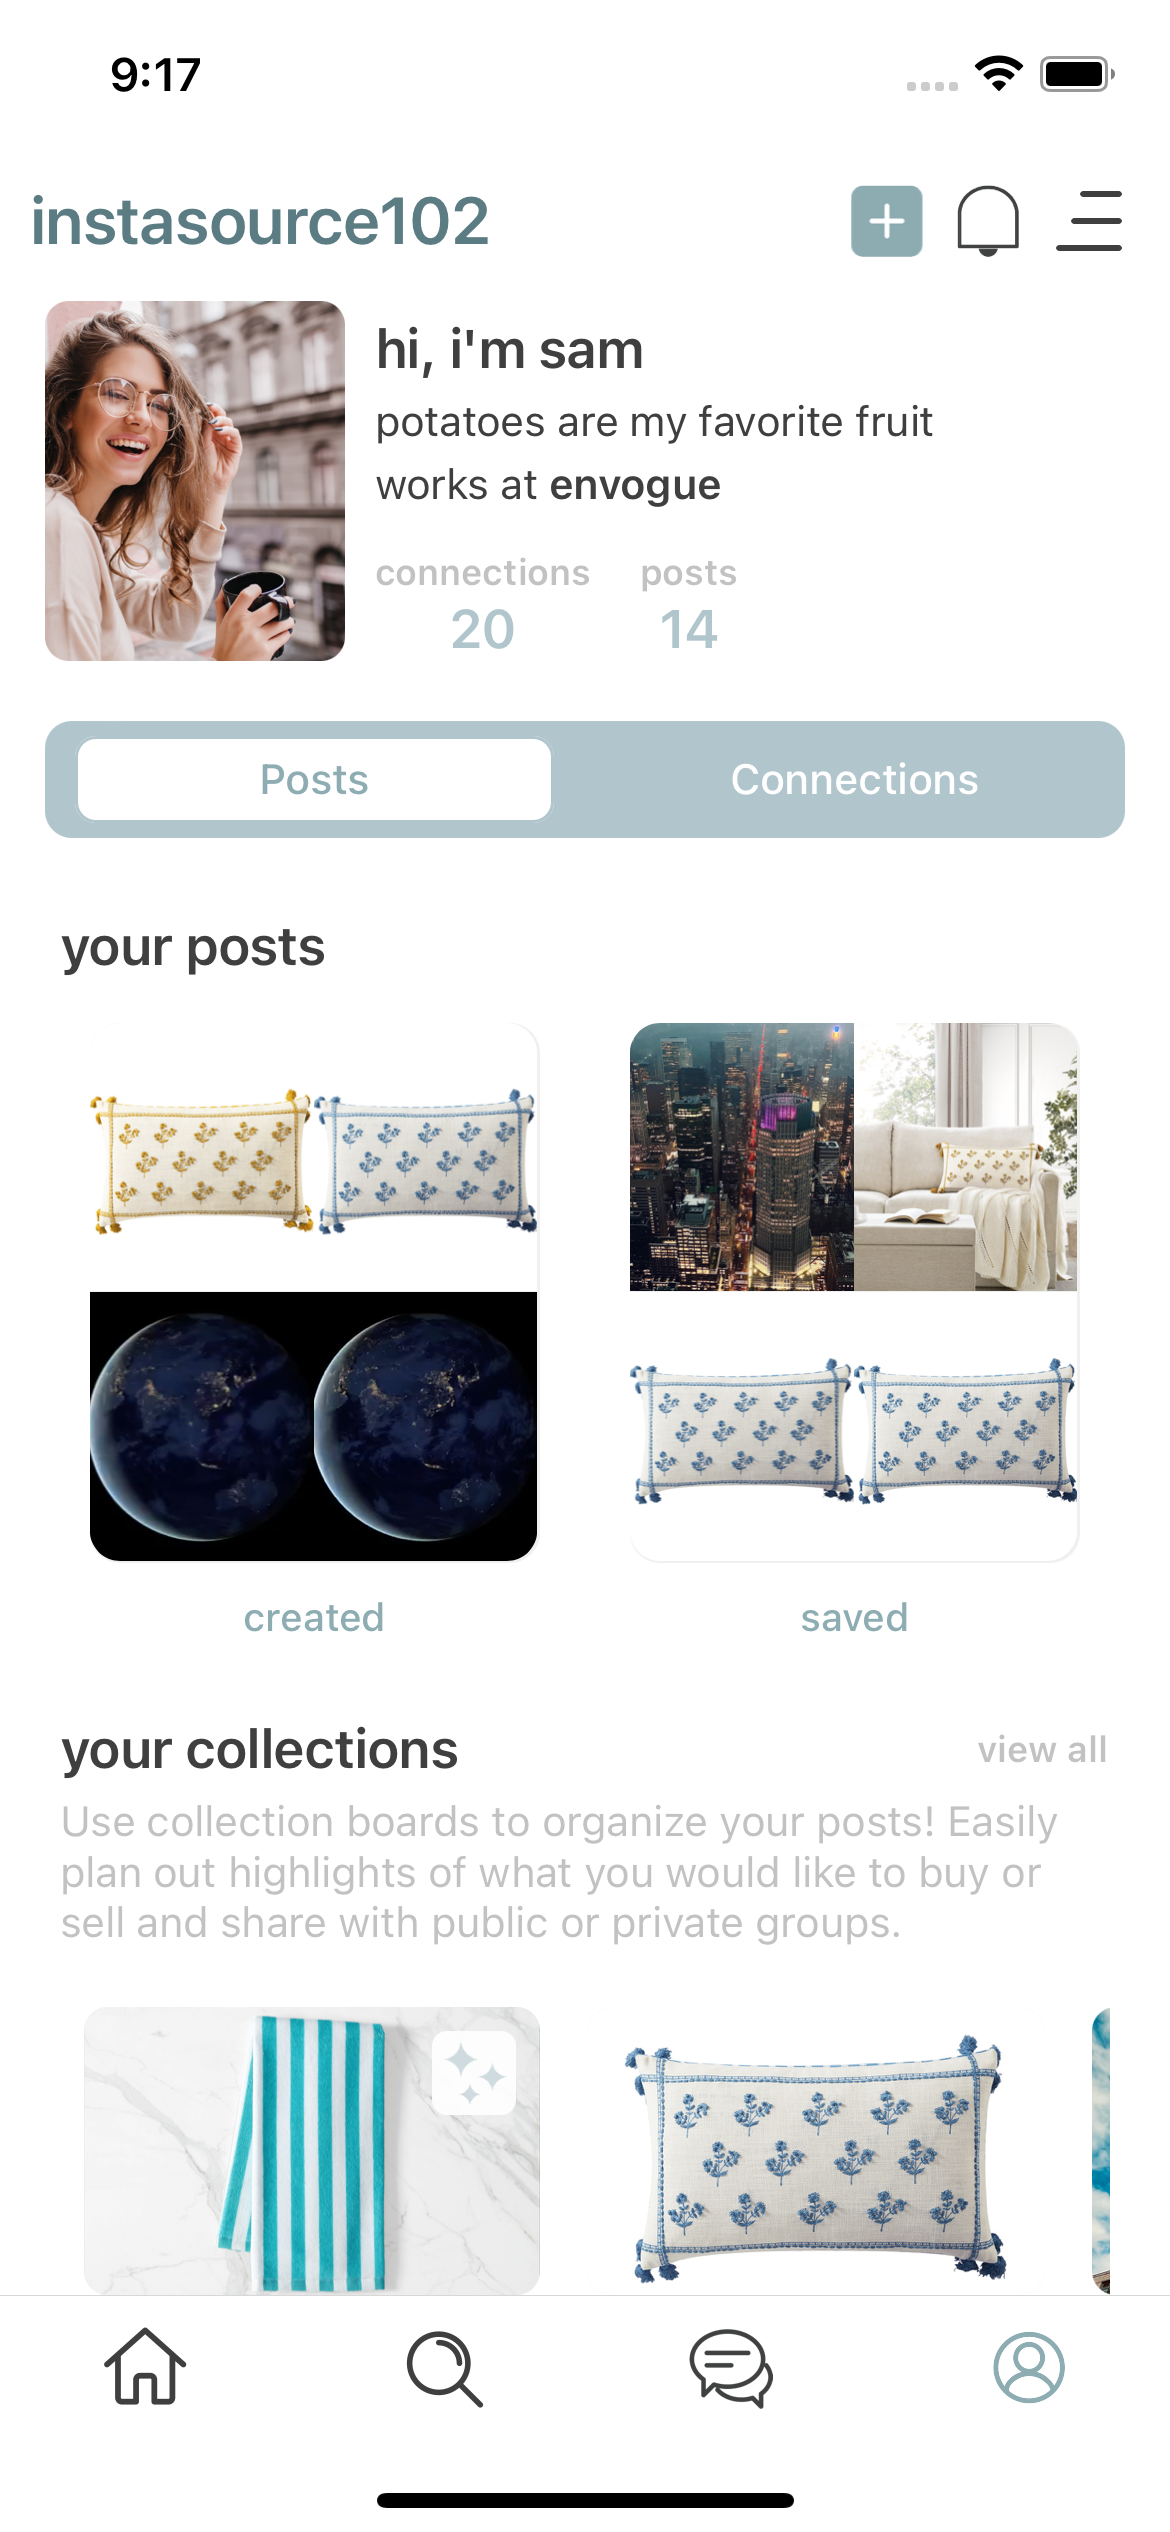 9:17
instasource102
hi, i'm sam
potatoes are my favorite fruit
works at envogue
connections posts
20 14
Posts Connections
your posts
created saved
your collections view all
Use collection boards to organize your posts! Easily
plan out highlights of what you would like to buy or
sell and share with public or private groups.